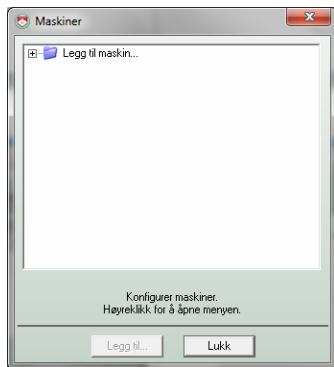 Maskiner
Legg til maskin...
Konfigurer maskiner.
Høyreklikk for å åpne menyen.
Legg til...
Lukk